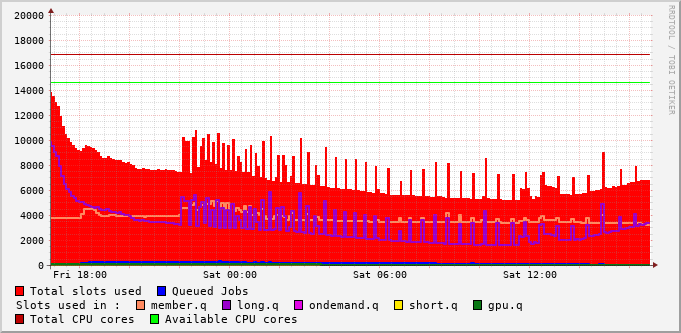 20000
18000
16000
14000
12000
10000
8000
6000
4000
2000
0
Fri 18:00 Sat 00:00 Sat 06:00 Sat 12:00
RRDTOOL / TOBI OETIKER
Total slots used Queued Jobs
Slots used in : member.q long.q ondemand.q short.q gpu.q
Total CPU cores Available CPU cores